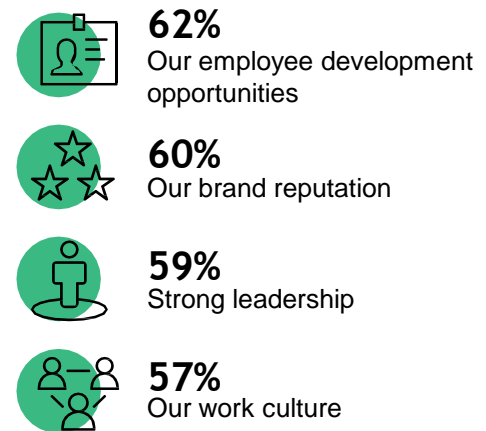 62%
Our employee development
opportunities
60%
Our brand reputation
59%
Strong leadership
57%
Our work culture